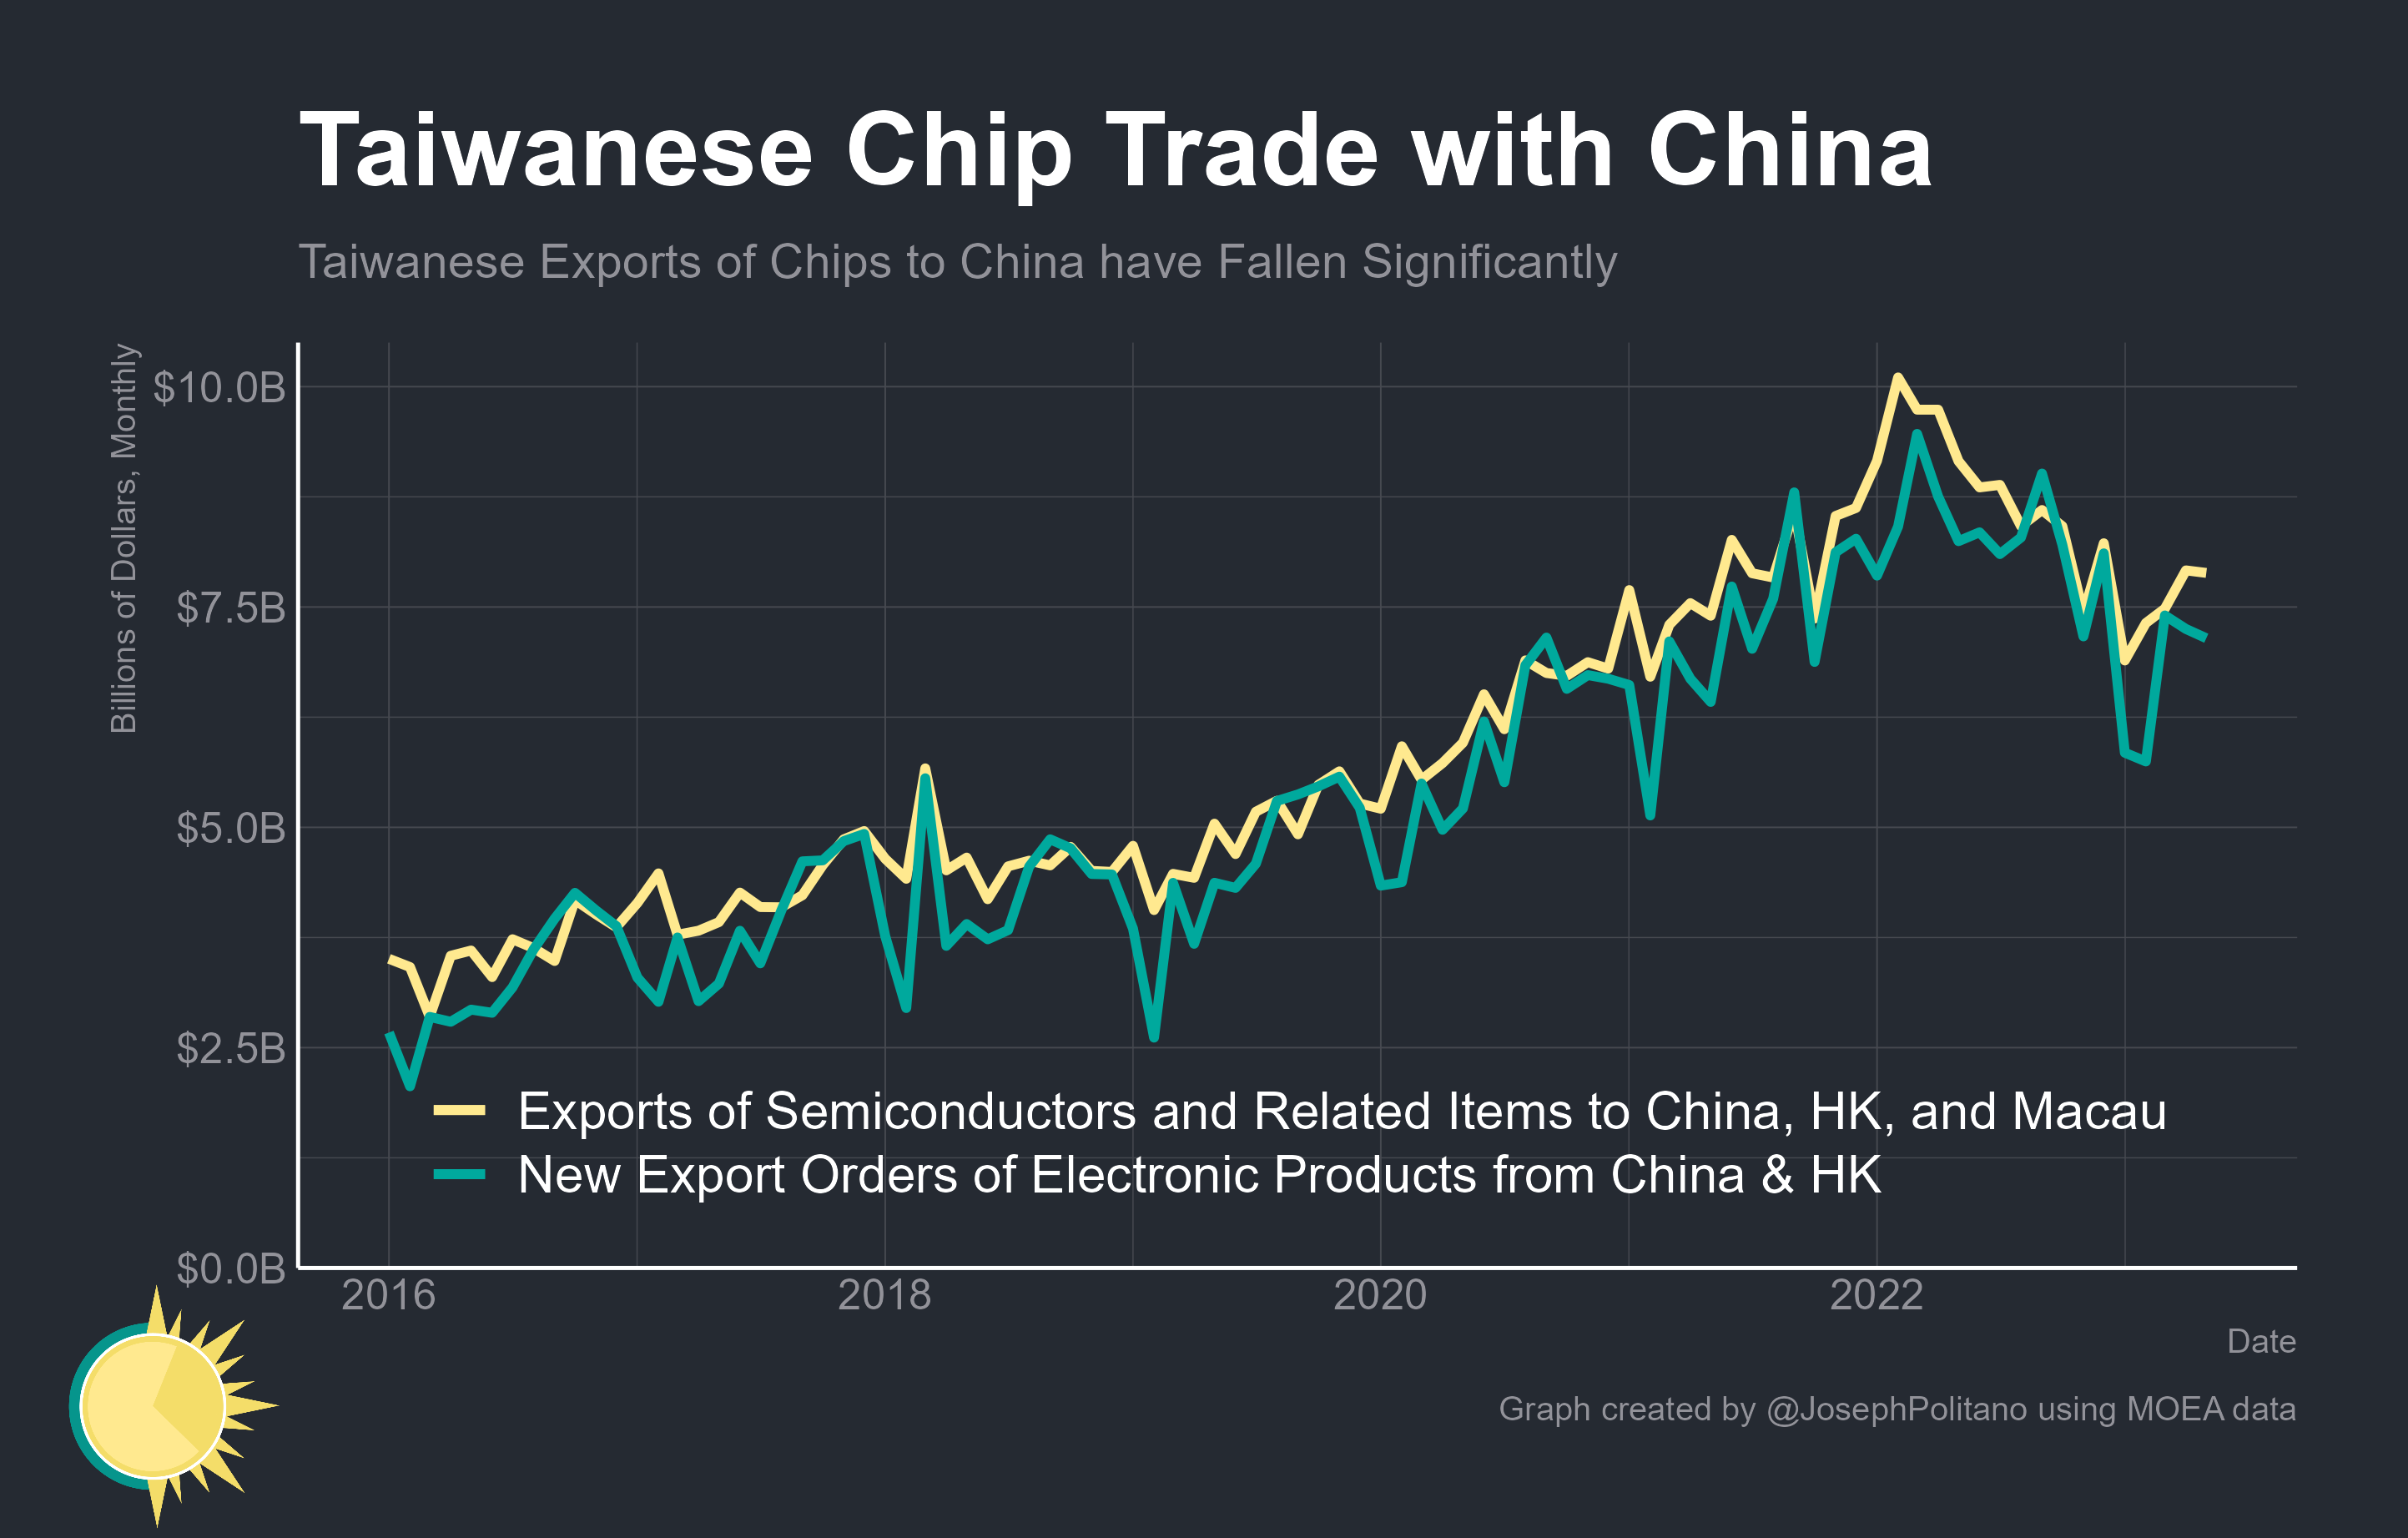 Taiwanese Chip Trade with China
Taiwanese Exports of Chips to China have Fallen Significantly
Billions of Dollars, Monthly
$10.0B
$7.5B
$5.0B
$2.5B
$0.0B
Exports of Semiconductors and Related Items to China, HK, and Macau
New Export Orders of Electronic Products from China & HK
2016 2018 2020 2022
Date
Graph created by @JosephPolitano using MOEA data